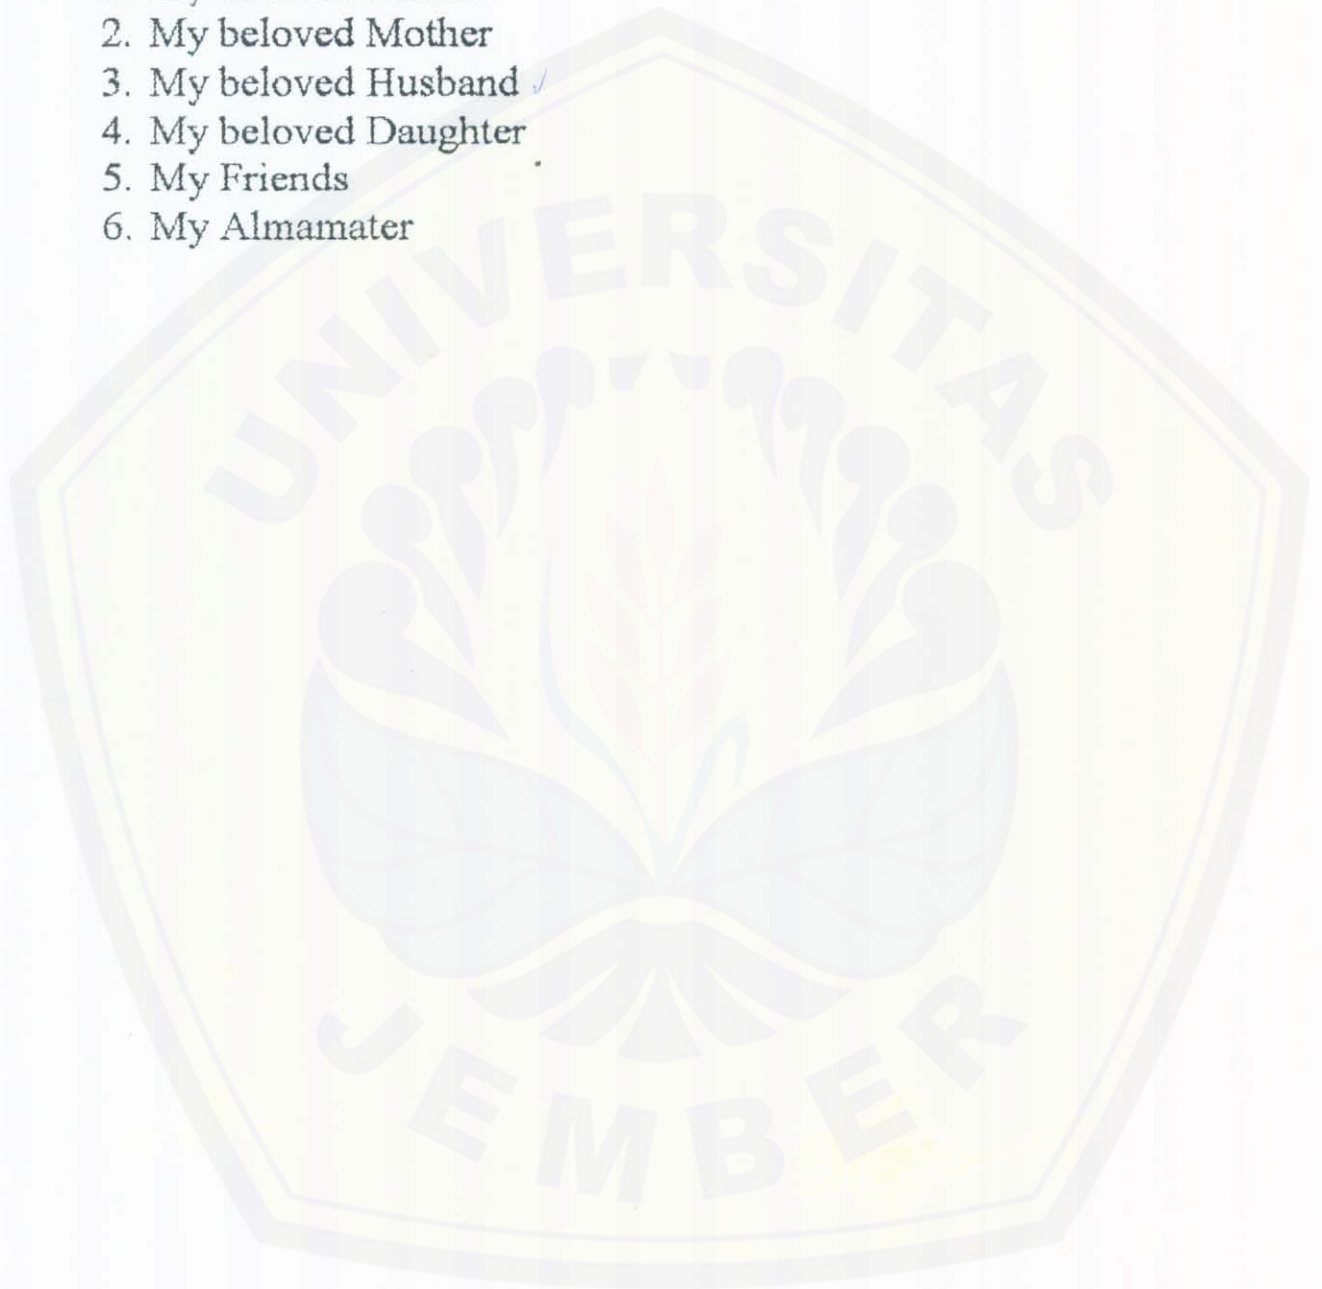 2. My beloved Mother
3. My beloved Husband
4. My beloved Daughter
5. My Friends
6. My Almamater
UNIVERSITAS
JEMBER